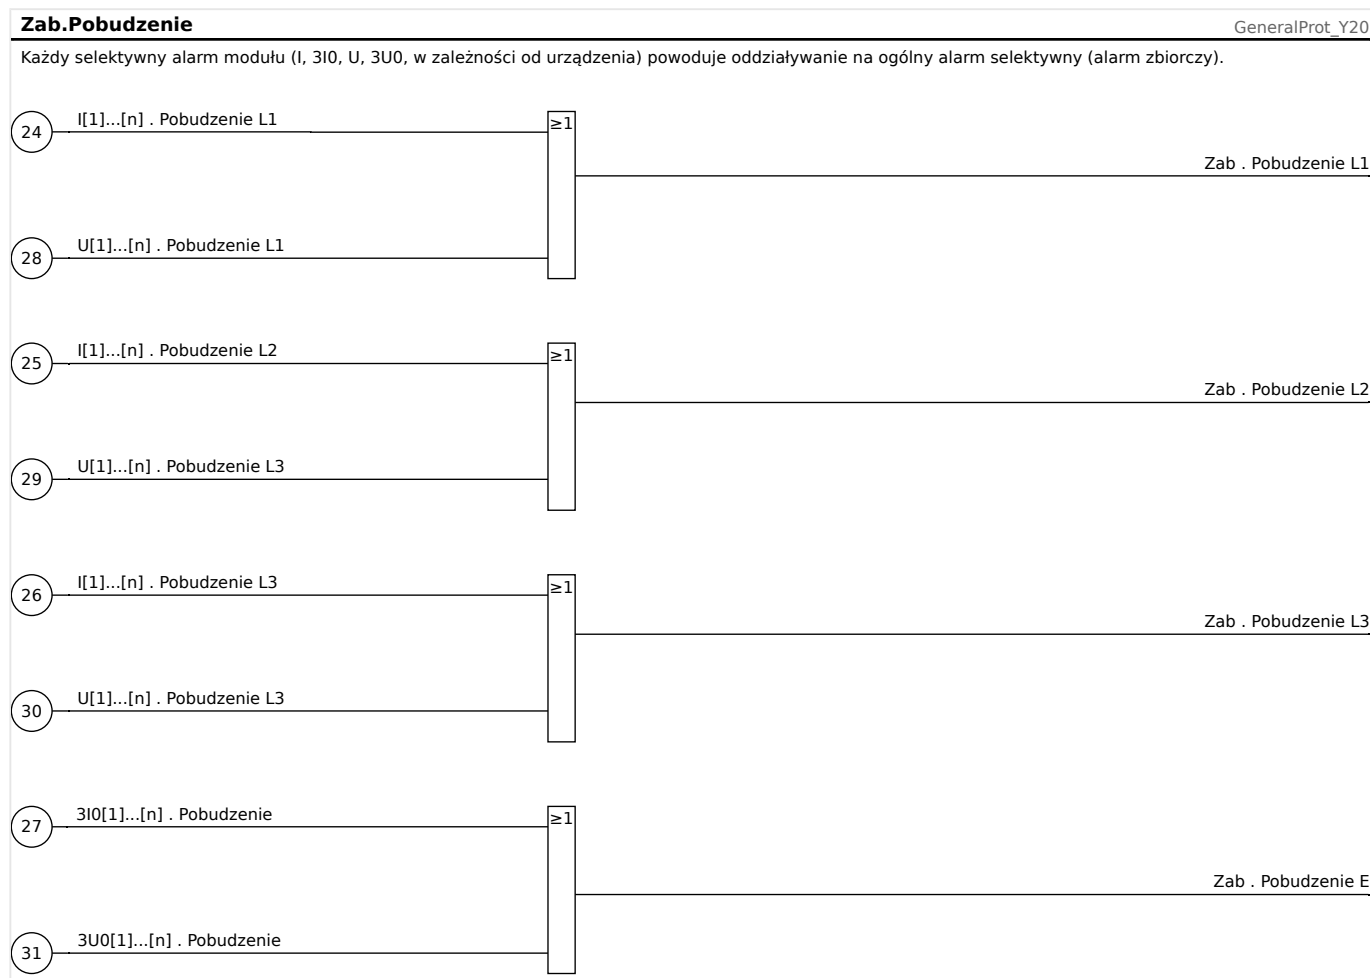 Zab.Pobudzenie
GeneralProt_Y20
Każdy selektywny alarm modułu (I, 3I0, U, 3U0, w zależności od urządzenia) powoduje oddziaływanie na ogólny alarm selektywny (alarm zbiorczy).
24
I[1]...[n] . Pobudzenie L1
≥1
Zab . Pobudzenie L1
28
U[1]...[n] . Pobudzenie L1
25
I[1]...[n] . Pobudzenie L2
≥1
Zab . Pobudzenie L2
29
U[1]...[n] . Pobudzenie L3
26
I[1]...[n] . Pobudzenie L3
≥1
Zab . Pobudzenie L3
30
U[1]...[n] . Pobudzenie L3
27
3I0[1]...[n] . Pobudzenie
≥1
Zab . Pobudzenie E
31
3U0[1]...[n] . Pobudzenie